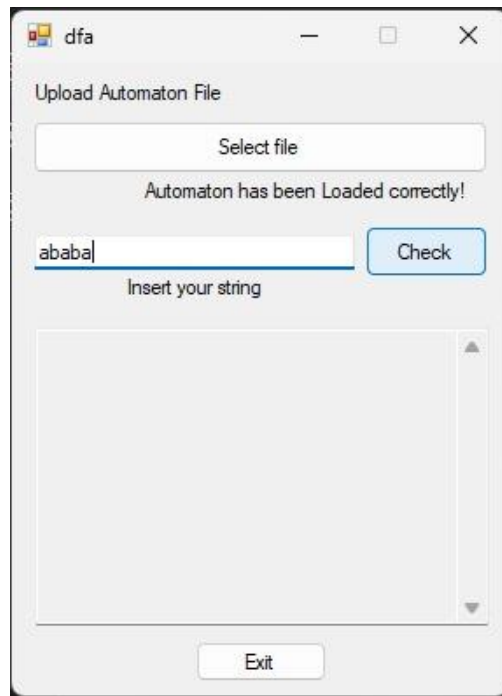 dfa
Upload Automaton File
Select file
Automaton has been Loaded correctly!
ababa
Check
Insert your string
Exit